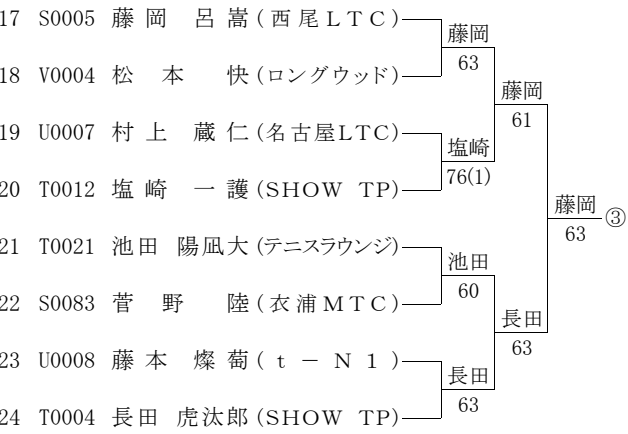 17 S0005 藤岡 呂嵩 (西尾LTC)
藤岡
63
18 V0004 松本 快 (ロングウッド)
藤岡
61
19 U0007 村上 蔵仁 (名古屋LTC)
塩崎
76(1)
20 T0012 塩崎 一護 (SHOW TP)
藤岡
63
③
21 T0021 池田 陽凪大 (テニスラウンジ)
池田
60
22 S0083 菅野 陸 (衣浦MTC)
長田
63
23 U0008 藤本 燦萄 (t-N1)
長田
63
24 T0004 長田 虎汰郎 (SHOW TP)